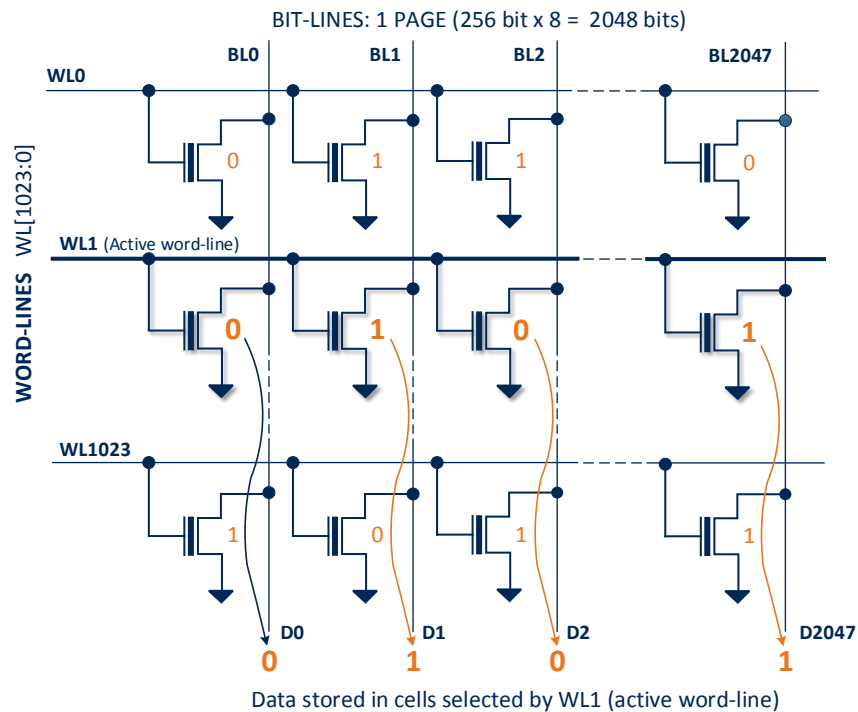 BIT-LINES: 1 PAGE (256 bit x 8 = 2048 bits)
BL0 BL1 BL2 BL2047
WL0
0 1 1 0
WORD-LINES WL[1023:0]
WL1 (Active word-line)
0 1 0 1
WL1023
1 0 1 1
D0 D1 D2 D2047
0 1 0 1
Data stored in cells selected by WL1 (active word-line)